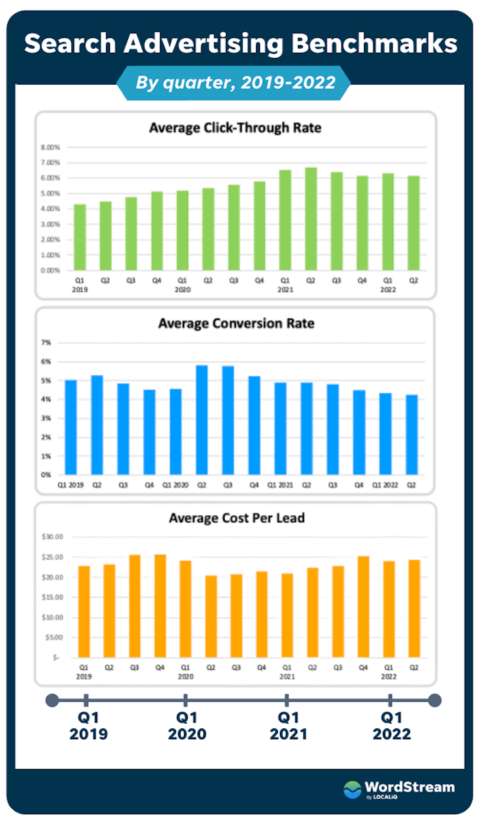 Search Advertising Benchmarks
By quarter, 2019-2022
Average Click-Through Rate
8.00%
7.00%
6.00%
5.00%
4.00%
3.00%
2.00%
1.00%
0.00%
Q1 Q2 Q3 Q4 Q1 Q2 Q3 Q4 Q1 Q2 Q3 Q4 Q1 Q2
2019 2020 2021 2022
Average Conversion Rate
7%
6%
5%
4%
3%
2%
1%
0%
Q1 2019 Q2 Q3 Q4 Q1 2020 Q2 Q3 Q4 Q1 2021 Q2 Q3 Q4 Q1 2022 Q2
Average Cost Per Lead
$30.00
$25.00
$20.00
$15.00
$10.00
$5.00
$-
Q1 Q2 Q3 Q4 Q1 Q2 Q3 Q4 Q1 Q2 Q3 Q4 Q1 Q2
2019 2020 2021 2022
Q1 Q1 Q1 Q1
2019 2020 2021 2022
WordStream
by LOCALiQ